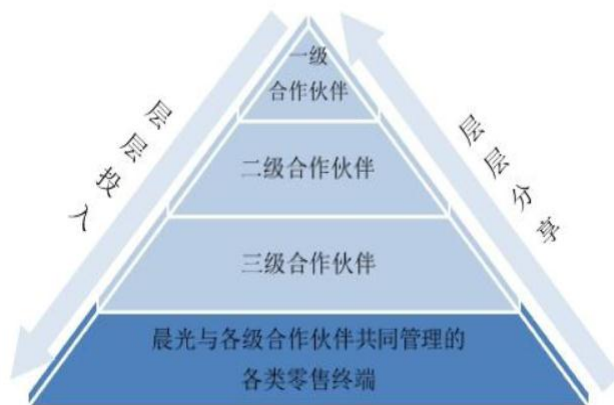 一级
合作伙伴
二级合作伙伴
三级合作伙伴
晨光与各级合作伙伴共同管理的
各类零售终端
层层投入
层层分享